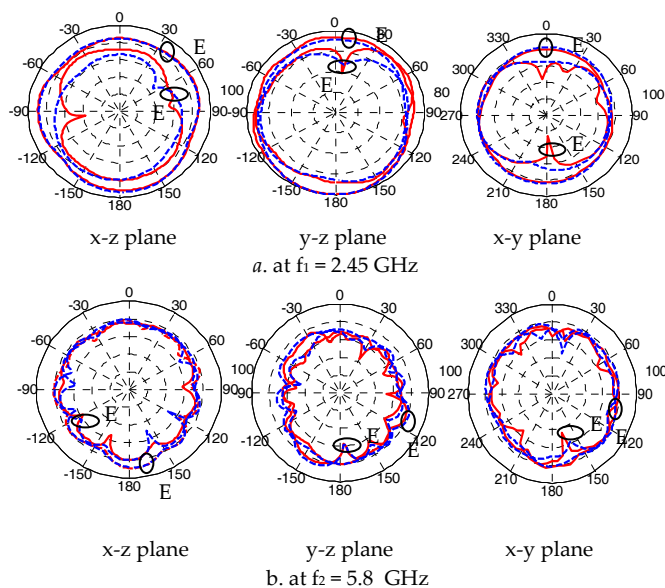 0 0 0
-30 30 E -30 30 E 330 30 E
-60 60 -60 60 300 60
E E
-90 100 90 -90 100 90 80 270 90
-120 120 -120 120 240 120
-150 150 -150 150 210 150
180 180 180
x-z plane y-z plane x-y plane
a. at f1 = 2.45 GHz
0 0 0
-30 30 -30 30 330 30
-60 60 -60 60 300 60
-90 100 90 -90 100 90 270 100 90
E E E
-120 120 -120 120 E 240 120 E
-150 150 -150 150 210 150
180 E 180 180
x-z plane y-z plane x-y plane
b. at f2 = 5.8 GHz